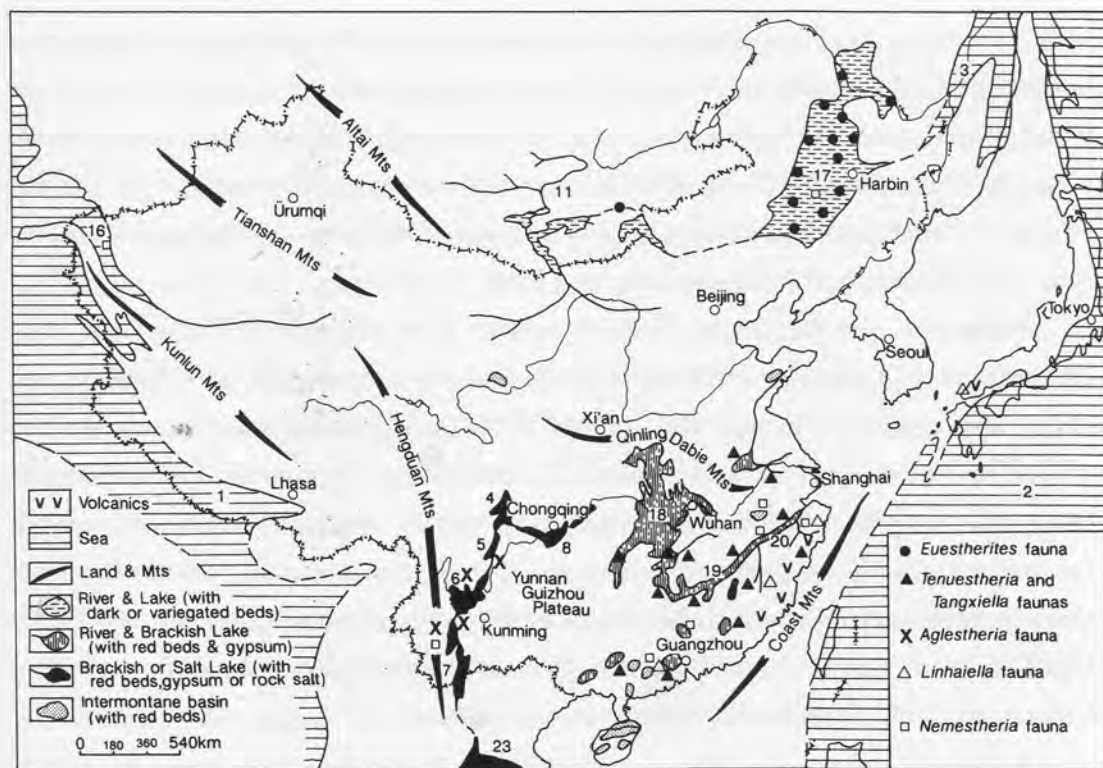 Altai Mts
3
11
17
Harbin
Ürümqi
16
Tianshan Mts
Beijing
Tokyo
Seoul
Kunlun Mts
Xi'an
Qinling Dabie Mts
Hengduan Mts
Shanghai
Lhasa
1
2
4
Chongqing
18
Wuhan
5
8
20
6
Yunnan
Guizhou
Plateau
19
Kunming
Coast Mts
Guangzhou
7
23
V V Volcanics
Sea
Land & Mts
River & Lake (with
dark or variegated beds)
River & Brackish Lake
(with red beds & gypsum)
Brackish or Salt Lake (with
red beds,gypsum or rock salt)
Intermontane basin
(with red beds)
0 180 360 540km
Euestherites fauna
Tenuestheria and
Tangxiella faunas
X Aglestheria fauna
Linhaiella fauna
Nemestheria fauna